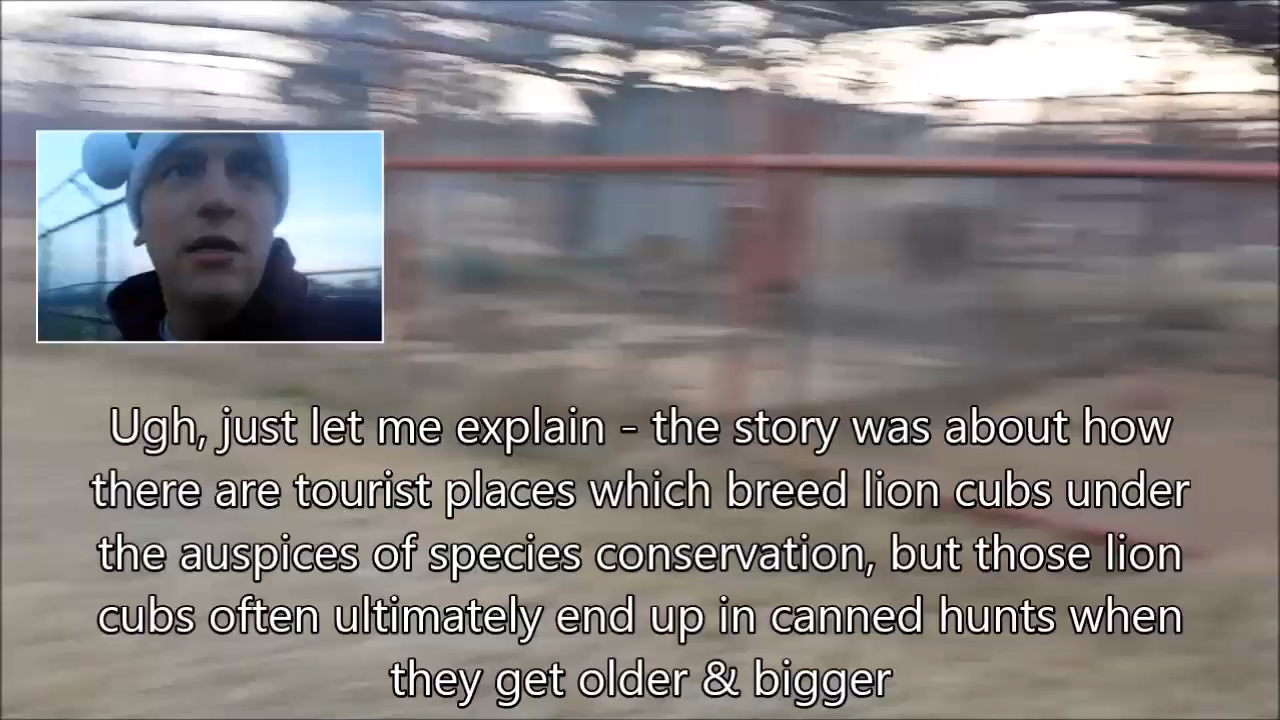 Ugh, just let me explain - the story was about how
there are tourist places which breed lion cubs under
the auspices of species conservation, but those lion
cubs often ultimately end up in canned hunts when
they get older & bigger